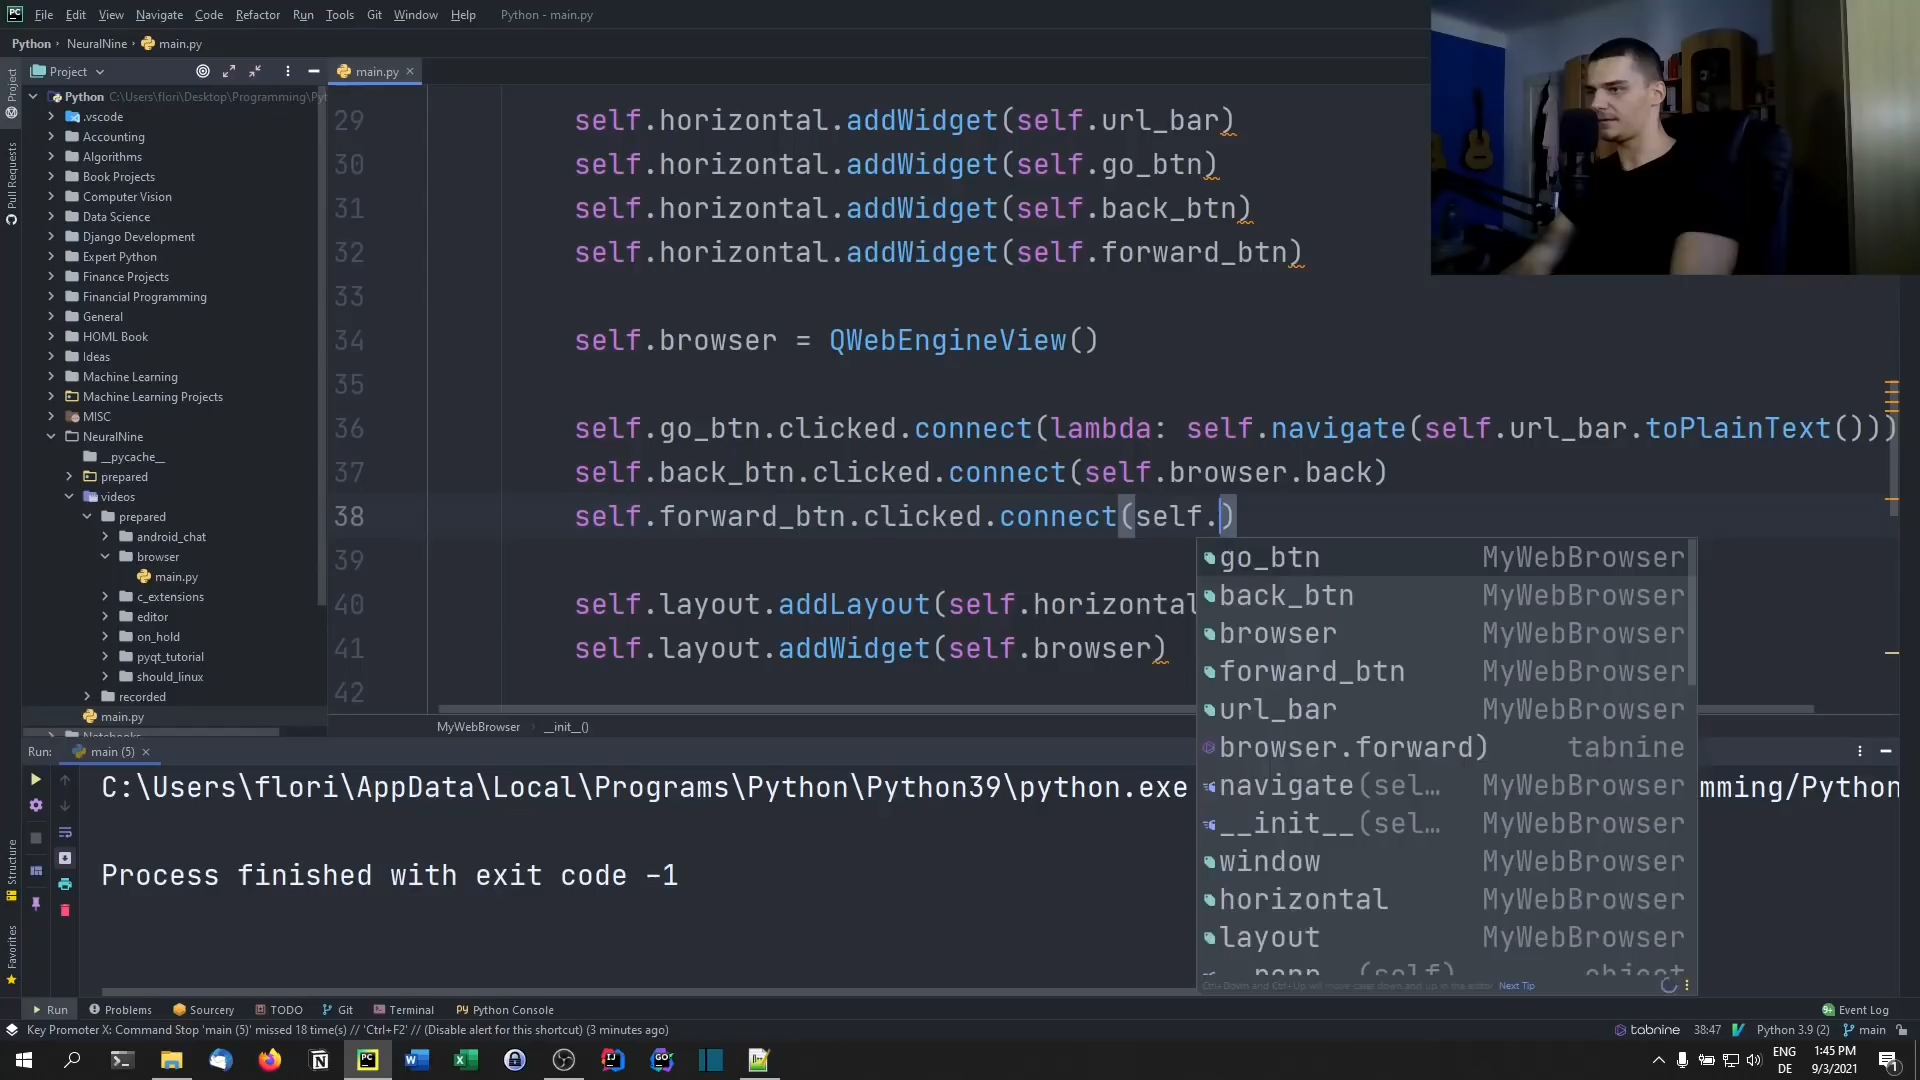 File Edit View Navigate Code Refactor Run Tools Git Window Help Python - main.py
Python NeuralNine main.py
Project
main.py
Python C:\Users\flori\Desktop\Programming\Pyt
.vscode
Accounting
Algorithms
Book Projects
Computer Vision
Data Science
Django Development
Expert Python
Finance Projects
Financial Programming
General
HOML Book
Ideas
Machine Learning
Machine Learning Projects
MISC
NeuralNine
__pycache__
prepared
videos
prepared
android_chat
browser
main.py
c_extensions
editor
on_hold
pyqt_tutorial
should_linux
recorded
main.py
Project
Pull Requests
Structure
Favorites
29 self.horizontal.addWidget(self.url_bar)
30 self.horizontal.addWidget(self.go_btn)
31 self.horizontal.addWidget(self.back_btn)
32 self.horizontal.addWidget(self.forward_btn)
33
34 self.browser = QWebEngineView()
35
36 self.go_btn.clicked.connect(lambda: self.navigate(self.url_bar.toPlainText()))
37 self.back_btn.clicked.connect(self.browser.back)
38 self.forward_btn.clicked.connect(self.)
39
40 self.layout.addLayout(self.horizontal
41 self.layout.addWidget(self.browser)
42
go_btn MyWebBrowser
back_btn MyWebBrowser
browser MyWebBrowser
forward_btn MyWebBrowser
url_bar MyWebBrowser
browser.forward) tabnine
navigate(sel… MyWebBrowser
__init__(sel… MyWebBrowser
window MyWebBrowser
horizontal MyWebBrowser
layout MyWebBrowser
Ctrl+Down and Ctrl+Up will move caret down and up in the editor Next Tip
MyWebBrowser __init__()
Run: main (5)
C:\Users\flori\AppData\Local\Programs\Python\Python39\python.exe
mming/Python
Process finished with exit code -1
Run Problems Sourcery TODO Git Terminal Python Console Event Log
Key Promoter X: Command Stop 'main (5)' missed 18 time(s) // 'Ctrl+F2' // (Disable alert for this shortcut) (3 minutes ago)
tabnine 38:47 Python 3.9 (2) main
ENG
DE
1:45 PM
9/3/2021